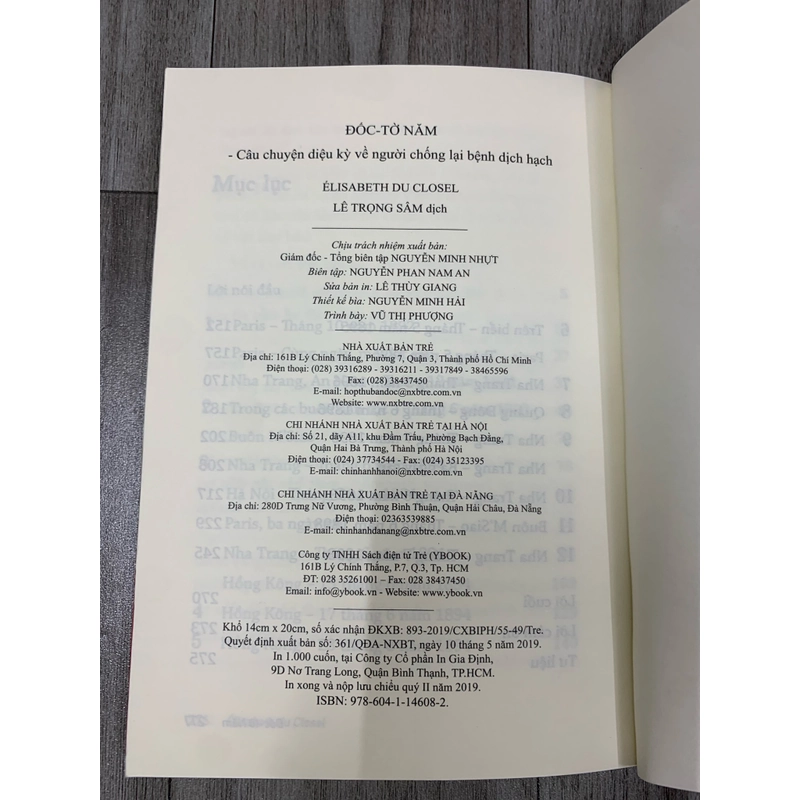 ĐỐC-TỜ NĂM
- Câu chuyện diệu kỳ về người chống lại bệnh dịch hạch
ÉLISABETH DU CLOSEL
LÊ TRỌNG SÂM dịch
Chịu trách nhiệm xuất bản:
Giám đốc - Tổng biên tập NGUYỄN MINH NHỰT
Biên tập: NGUYỄN PHAN NAM AN
Sửa bản in: LÊ THÙY GIANG
Thiết kế bìa: NGUYỄN MINH HẢI
Trình bày: VŨ THỊ PHƯỢNG
NHÀ XUẤT BẢN TRẺ
Địa chỉ: 161B Lý Chính Thắng, Phường 7, Quận 3, Thành phố Hồ Chí Minh
Điện thoại: (028) 39316289 - 39316211 - 39317849 - 38465596
Fax: (028) 38437450
E-mail: hopthubandoc@nxbtre.com.vn
Website: www.nxbtre.com.vn
CHI NHÁNH NHÀ XUẤT BẢN TRẺ TẠI HÀ NỘI
Địa chỉ: Số 21, dãy A11, khu Đầm Trấu, Phường Bạch Đằng,
Quận Hai Bà Trưng, Thành phố Hà Nội
Điện thoại: (024) 37734544 - Fax: (024) 35123395
E-mail: chinhanhhanoi@nxbtre.com.vn
CHI NHÁNH NHÀ XUẤT BẢN TRẺ TẠI ĐÀ NẴNG
Địa chỉ: 280D Trưng Nữ Vương, Phường Bình Thuận, Quận Hải Châu, Đà Nẵng
Điện thoại: 02363539885
E-mail: chinhanhdanang@nxbtre.com.vn
Công ty TNHH Sách điện tử Trẻ (YBOOK)
161B Lý Chính Thắng, P.7, Q.3, Tp. HCM
ĐT: 028 35261001 – Fax: 028 38437450
Email: info@ybook.vn - Website: www.ybook.vn
Khổ 14cm x 20cm, số xác nhận ĐKXB: 893-2019/CXBIPH/55-49/Tre.
Quyết định xuất bản số: 361/QĐA-NXBT, ngày 10 tháng 5 năm 2019.
In 1.000 cuốn, tại Công ty Cổ phần In Gia Định,
9D Nơ Trang Long, Quận Bình Thạnh, TP.HCM.
In xong và nộp lưu chiểu quý II năm 2019.
ISBN: 978-604-1-14608-2.